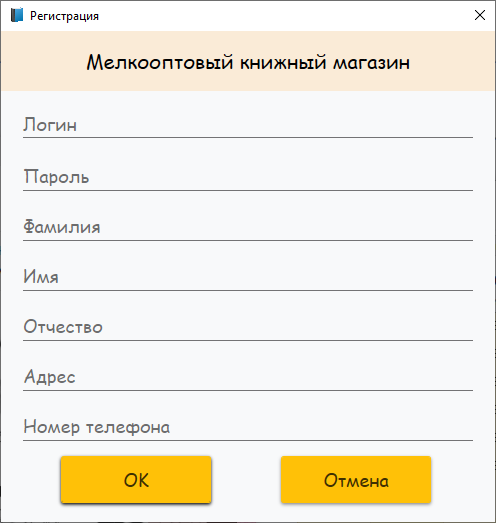 Регистрация
Мелкооптовый книжный магазин
Логин
Пароль
Фамилия
Имя
Отчество
Адрес
Номер телефона
OK Отмена